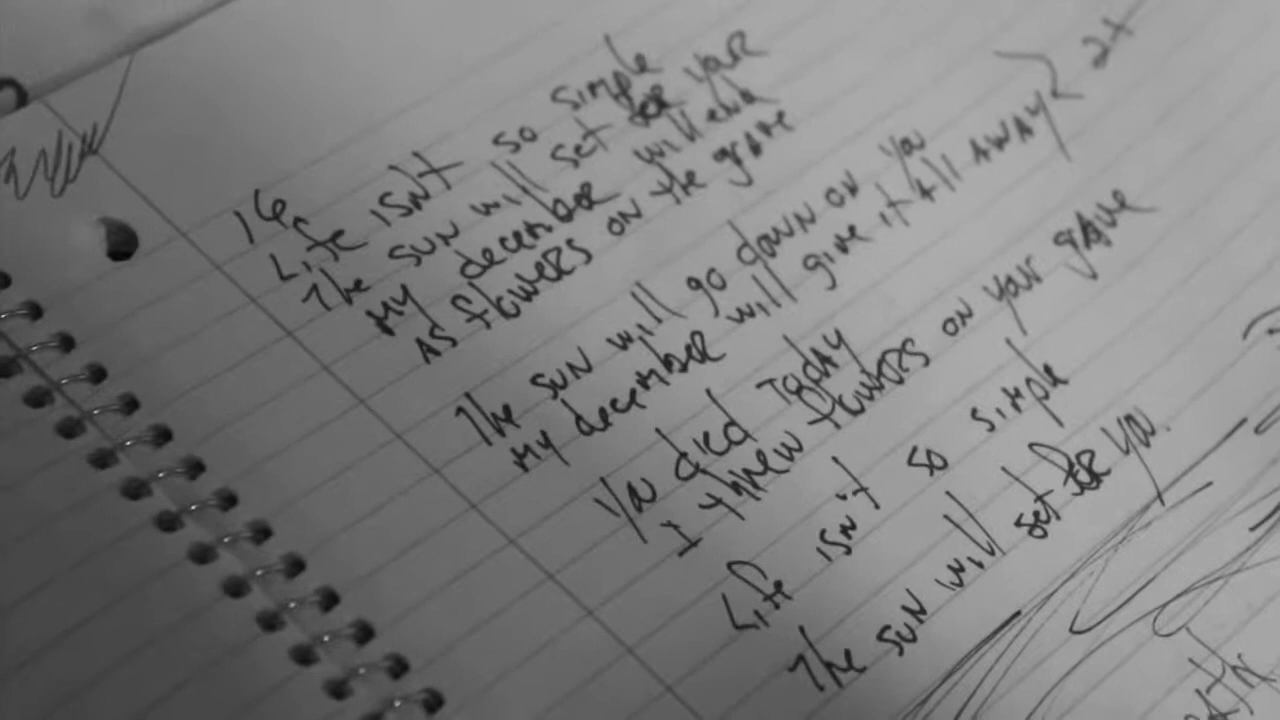 Life isn't so simple
The sun will set for your
My december will end
As flowers on the grave
The sun will go down on you
My december will give it all away 2x
You died today
I threw flowers on your grave
Life isn't so simple
The sun will set for you.